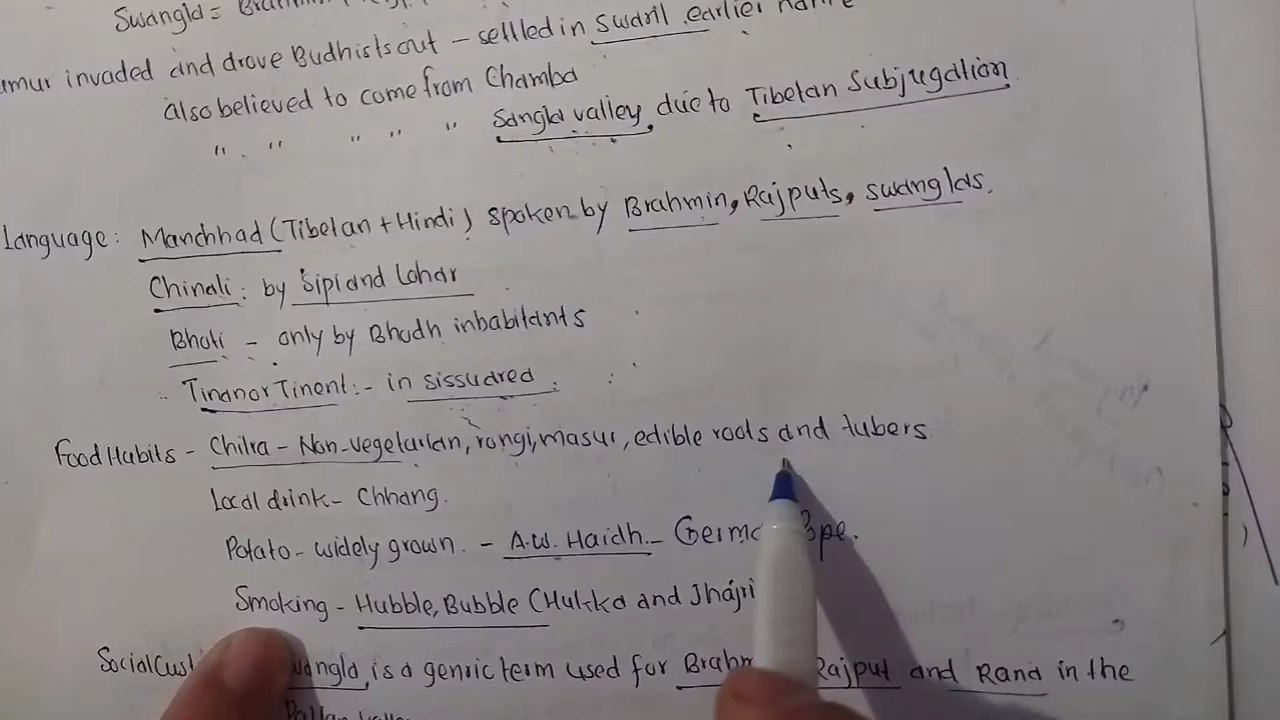 Swangla =
amur invaded and drove Budhists out - settled in Swanil earlier name
also believed to come from Chamba
" " " " " Sangla valley, due to Tibetan Subjugation
Language: Manchhad (Tibetan + Hindi) spoken by Brahmin, Rajputs, swanglas.
Chinali: by Sipi and Lohar
Bhoti - only by Bhodh inhabitants
Tinan or Tinent :- in sissu area
Food Habits - Chilra - Non-vegetarian, rongi, masur, edible roots and tubers.
Local drink - Chhang.
Potato - widely grown. - A.W. Haidh -
Smoking - Hubble, Bubble (Hukka and Jhajri
Social is a genric term used for Rajput and Rana in the